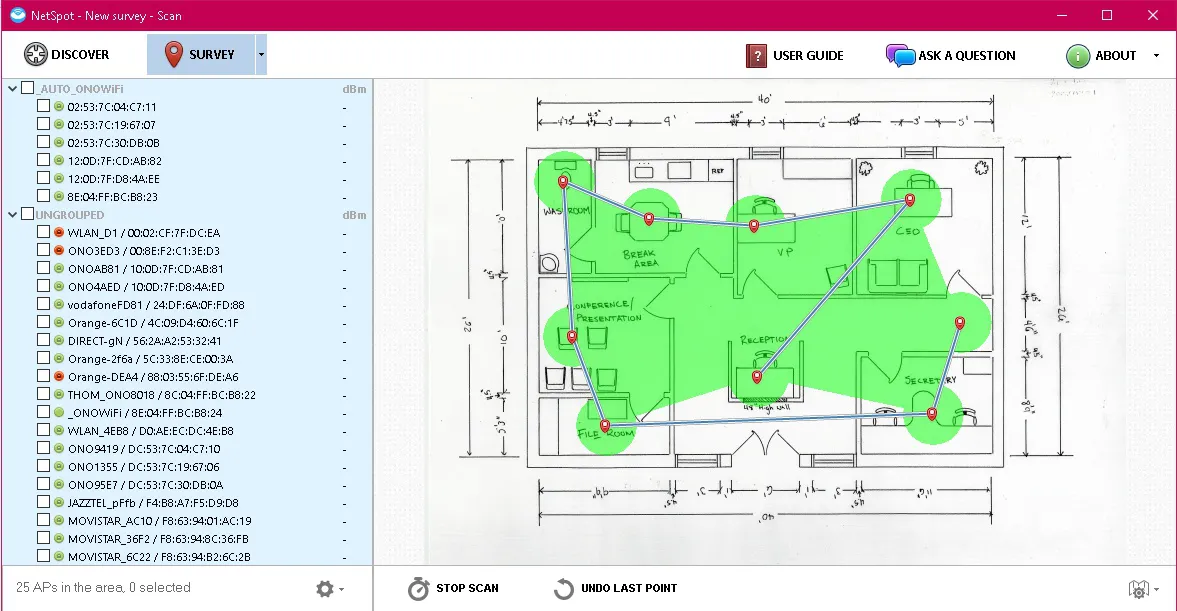 NetSpot - New survey - Scan
DISCOVER
SURVEY
USER GUIDE
ASK A QUESTION
ABOUT
_AUTO_ONOWiFi dBm
02:53:7C:04:C7:11 -
02:53:7C:19:67:07 -
02:53:7C:30:DB:0B -
12:0D:7F:CD:AB:82 -
12:0D:7F:D8:4A:EE -
8E:04:FF:BC:B8:23 -
UNGROUPED dBm
WLAN_D1 / 00:02:CF:7F:DC:EA -
ONO3ED3 / 00:8E:F2:C1:3E:D3 -
ONOAB81 / 10:0D:7F:CD:AB:81 -
ONO4AED / 10:0D:7F:D8:4A:ED -
vodafoneFD81 / 24:DF:6A:0F:FD:88 -
Orange-6C1D / 4C:09:D4:60:6C:1F -
DIRECT-gN / 56:2A:A2:53:32:41 -
Orange-2f6a / 5C:33:8E:CE:00:3A -
Orange-DEA4 / 88:03:55:6F:DE:A6 -
THOM_ONO8018 / 8C:04:FF:BC:B8:22 -
_ONOWiFi / 8E:04:FF:BC:B8:24 -
WLAN_4EB8 / D0:AE:EC:DC:4E:B8 -
ONO9419 / DC:53:7C:04:C7:10 -
ONO1355 / DC:53:7C:19:67:06 -
ONO95E7 / DC:53:7C:30:DB:0A -
JAZZTEL_pFfb / F4:B8:A7:F5:D9:D8 -
MOVISTAR_AC10 / F8:63:94:01:AC:19 -
MOVISTAR_36F2 / F8:63:94:8C:36:FB -
MOVISTAR_6C22 / F8:63:94:B2:6C:2B -
25 APs in the area, 0 selected
40'
3'
9'
3'
6'
3'
5'
REF
BREAK
AREA
VP
CEO
CONFERENCE/
PRESENTATION
RECEPTION
48" High wall
SECRETARY
FILE ROOM
12'
26'
10'
40'
STOP SCAN
UNDO LAST POINT